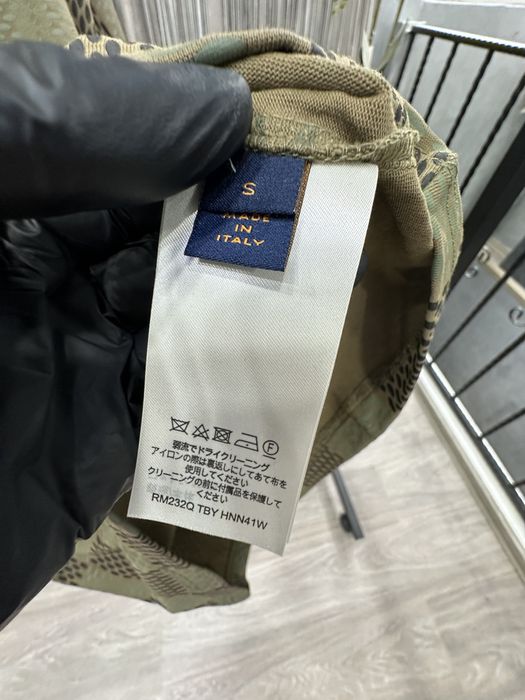 S
MADE
IN
ITALY
弱流でドライクリーニング
アイロンの際は裏返しにしてあて布を
使用してください
クリーニングの前に付属品を保護して
ください
RM232Q TBY HNN41W